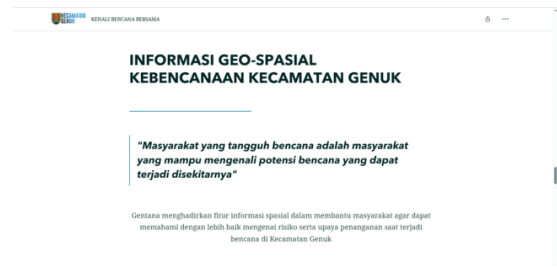 KECAMATAN
GENUK
KENALI BENCANA BERSAMA
INFORMASI GEO-SPASIAL
KEBENCANAAN KECAMATAN GENUK
"Masyarakat yang tangguh bencana adalah masyarakat
yang mampu mengenali potensi bencana yang dapat
terjadi disekitarnya"
Gentana menghadirkan fitur informasi spasial dalam membantu masyarakat agar dapat
memahami dengan lebih baik mengenai risiko serta upaya penanganan saat terjadi
bencana di Kecamatan Genuk